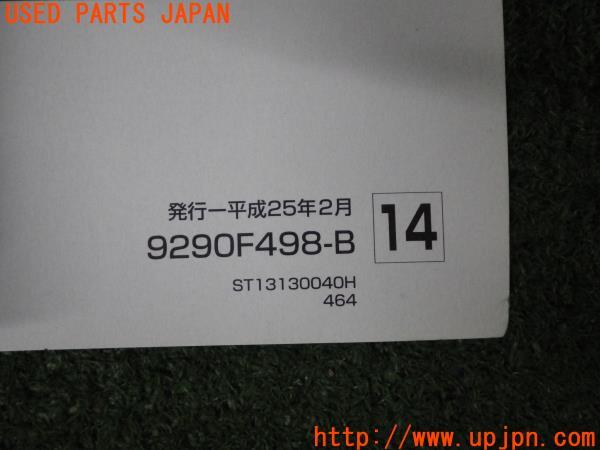 USED PARTS JAPAN
発行ー平成25年2月
9290F498-B
14
ST13130040H
464
http://www.upjpn.com/